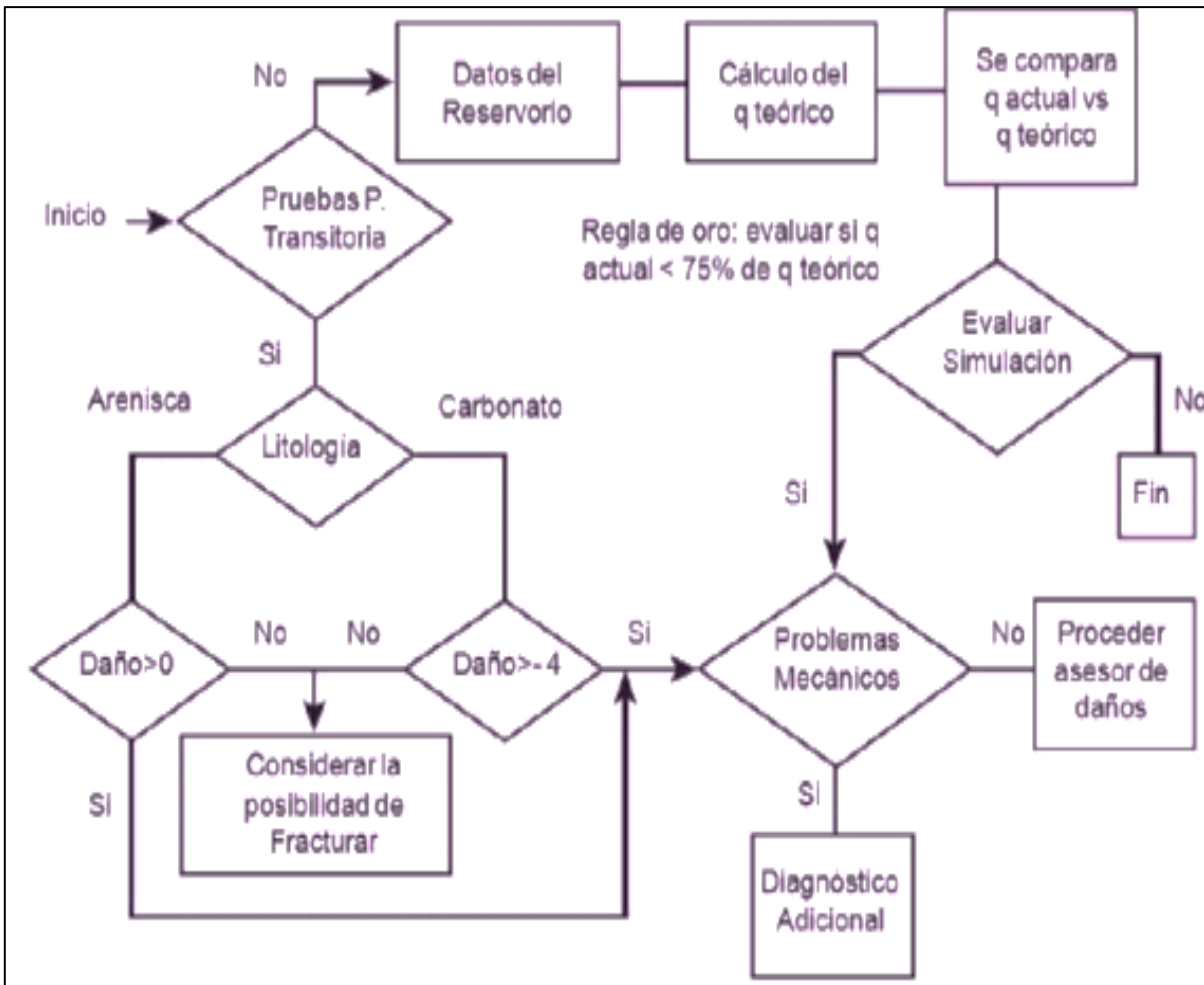 No
Datos del
Reservorio
Cálculo del
q teórico
Se compara
q actual vs
q teórico
Inicio
Pruebas P.
Transitoria
Regla de oro: evaluar si q
actual < 75% de q teórico
Evaluar
Simulación
Si
No
Arenisca
Carbonato
Litología
Si
Fin
Daño>0
No
No
Daño>-4
Si
Problemas
Mecánicos
No
Proceder
asesor de
daños
Si
Considerar la
posibilidad de
Fracturar
Si
Diagnóstico
Adicional